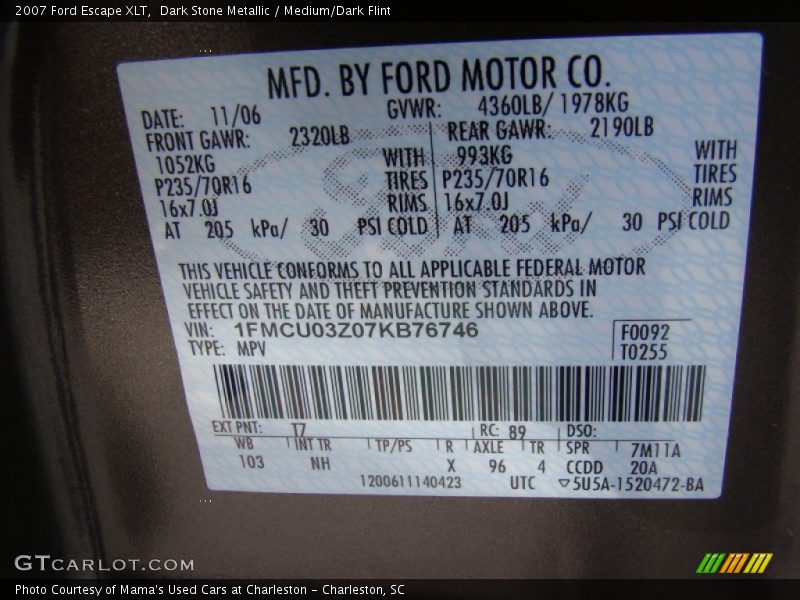 2007 Ford Escape XLT,  Dark Stone Metallic / Medium/Dark Flint
MFD. BY FORD MOTOR CO.
DATE: 11/06 GVWR: 4360LB/ 1978KG
FRONT GAWR: 2320LB REAR GAWR: 2190LB
1052KG WITH 993KG WITH
P235/70R16 TIRES P235/70R16 TIRES
16x7.0J RIMS 16x7.0J RIMS
AT 205 kPa/ 30 PSI COLD AT 205 kPa/ 30 PSI COLD
THIS VEHICLE CONFORMS TO ALL APPLICABLE FEDERAL MOTOR
VEHICLE SAFETY AND THEFT PREVENTION STANDARDS IN
EFFECT ON THE DATE OF MANUFACTURE SHOWN ABOVE.
VIN: 1FMCU03Z07KB76746 F0092
TYPE: MPV T0255
EXT PNT: T7 RC: 89 DSO:
WB INT TR TP/PS R AXLE TR SPR 7M11A
103 NH X 96 4 CCDD 20A
1200611140423 UTC ▽5U5A-1520472-BA
GTCARLOT.COM
Photo Courtesy of Mama's Used Cars at Charleston - Charleston, SC